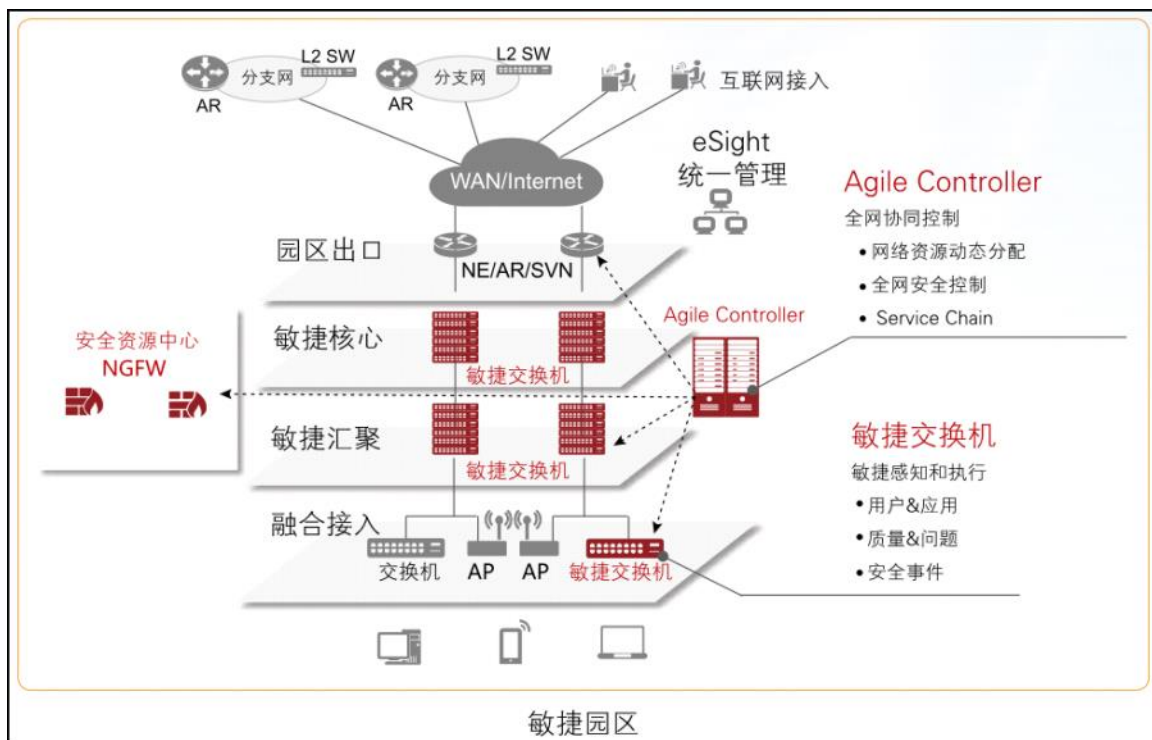 L2 SW
L2 SW
分支网
分支网
AR
AR
互联网接入
WAN/Internet
eSight
统一管理
Agile Controller
全网协同控制
• 网络资源动态分配
• 全网安全控制
• Service Chain
园区出口
NE/AR/SVN
安全资源中心
NGFW
敏捷核心
敏捷交换机
Agile Controller
敏捷汇聚
敏捷交换机
敏捷交换机
敏捷感知和执行
• 用户&应用
• 质量&问题
• 安全事件
融合接入
交换机
AP
AP
敏捷交换机
敏捷园区